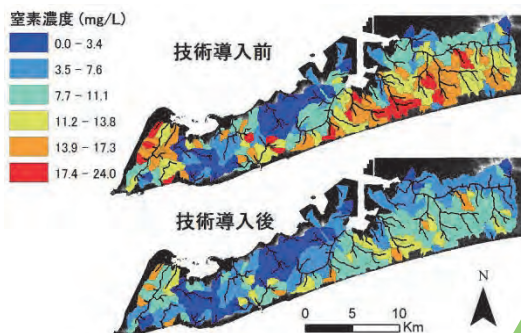 窒素濃度 (mg/L)
0.0 – 3.4
3.5 – 7.6
7.7 – 11.1
11.2 – 13.8
13.9 – 17.3
17.4 – 24.0
技術導入前
技術導入後
N
0 5 10
Km